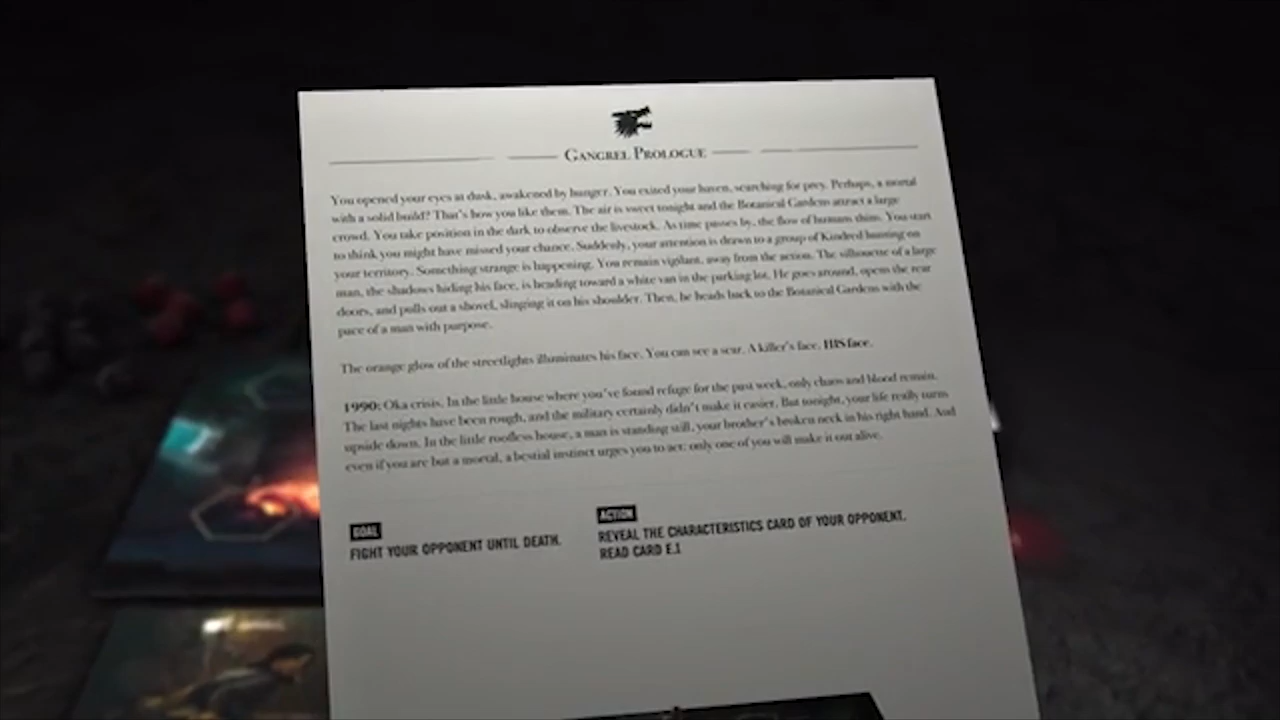 GANGREL PROLOGUE
You opened your eyes at dusk, awakened by hunger. You exited your haven, searching for prey. Perhaps, a mortal
with a solid build? That's how you like them. The air is sweet tonight and the Botanical Gardens attract a large
crowd. You take position in the dark to observe the livestock. As time passes by, the flow of humans thins. You start
to think you might have missed your chance. Suddenly, your attention is drawn to a group of Kindred hunting on
your territory. Something strange is happening. You remain vigilant, away from the action. The silhouette of a large
man, the shadows hiding his face, is heading toward a white van in the parking lot. He goes around, opens the rear
doors, and pulls out a shovel, slinging it on his shoulder. Then, he heads back to the Botanical Gardens with the
pace of a man with purpose.
The orange glow of the streetlights illuminates his face. You can see a scar. A killer's face. HIS face.
1990: Oka crisis. In the little house where you've found refuge for the past week, only chaos and blood remain.
The last nights have been rough, and the military certainly didn't make it easier. But tonight, your life really turns
upside down. In the little roofless house, a man is standing still, your brother's broken neck in his right hand. And
even if you are but a mortal, a bestial instinct urges you to act: only one of you will make it out alive.
GOAL
FIGHT YOUR OPPONENT UNTIL DEATH.
ACTION
REVEAL THE CHARACTERISTICS CARD OF YOUR OPPONENT.
READ CARD E.1